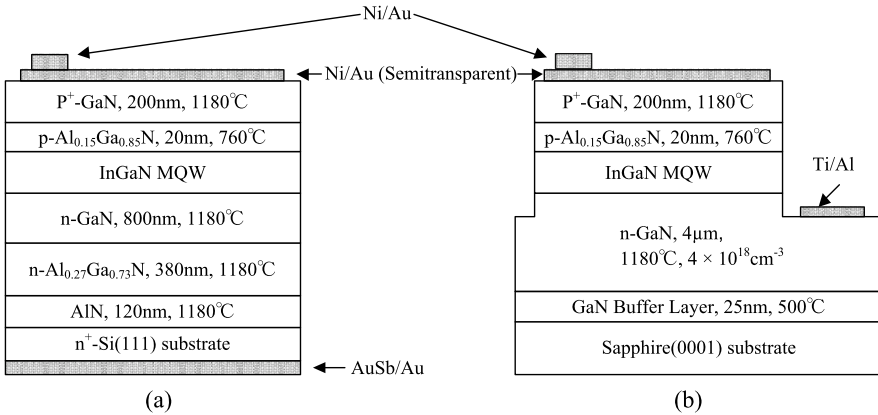 Ni/Au
Ni/Au (Semitransparent)
P⁺-GaN, 200nm, 1180℃
p-Al₀.₁₅Ga₀.₈₅N, 20nm, 760℃
InGaN MQW
n-GaN, 800nm, 1180℃
n-Al₀.₂₇Ga₀.₇₃N, 380nm, 1180℃
AlN, 120nm, 1180℃
n⁺-Si(111) substrate
AuSb/Au
(a)
P⁺-GaN, 200nm, 1180℃
p-Al₀.₁₅Ga₀.₈₅N, 20nm, 760℃
InGaN MQW
Ti/Al
n-GaN, 4µm,
1180℃, 4 × 10¹⁸cm⁻³
GaN Buffer Layer, 25nm, 500℃
Sapphire(0001) substrate
(b)